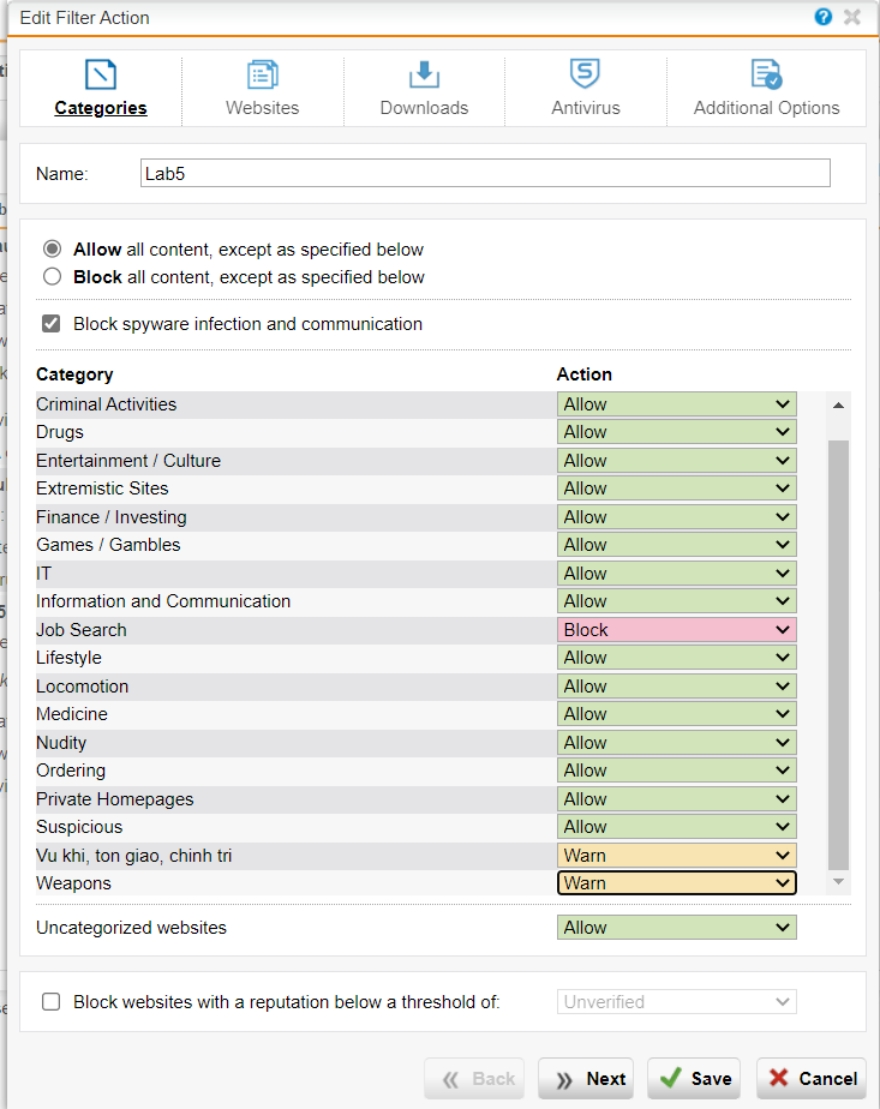 Edit Filter Action
Categories
Websites
Downloads
Antivirus
Additional Options
Name: Lab5
Allow all content, except as specified below
Block all content, except as specified below
Block spyware infection and communication
Category Action
Criminal Activities Allow
Drugs Allow
Entertainment / Culture Allow
Extremistic Sites Allow
Finance / Investing Allow
Games / Gambles Allow
IT Allow
Information and Communication Allow
Job Search Block
Lifestyle Allow
Locomotion Allow
Medicine Allow
Nudity Allow
Ordering Allow
Private Homepages Allow
Suspicious Allow
Vu khi, ton giao, chinh tri Warn
Weapons Warn
Uncategorized websites Allow
Block websites with a reputation below a threshold of: Unverified
Back Next Save Cancel